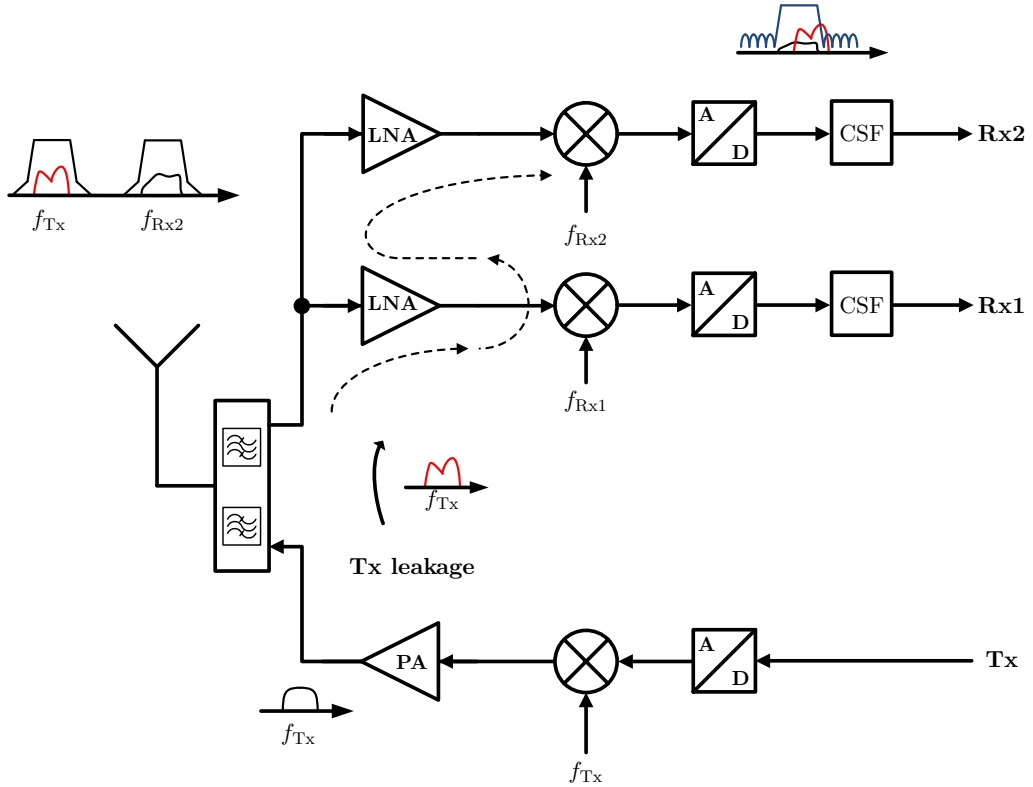 LNA
A
D
CSF
Rx2
f_Tx
f_Rx2
f_Rx2
LNA
A
D
CSF
Rx1
f_Rx1
f_Tx
Tx leakage
PA
A
D
Tx
f_Tx
f_Tx